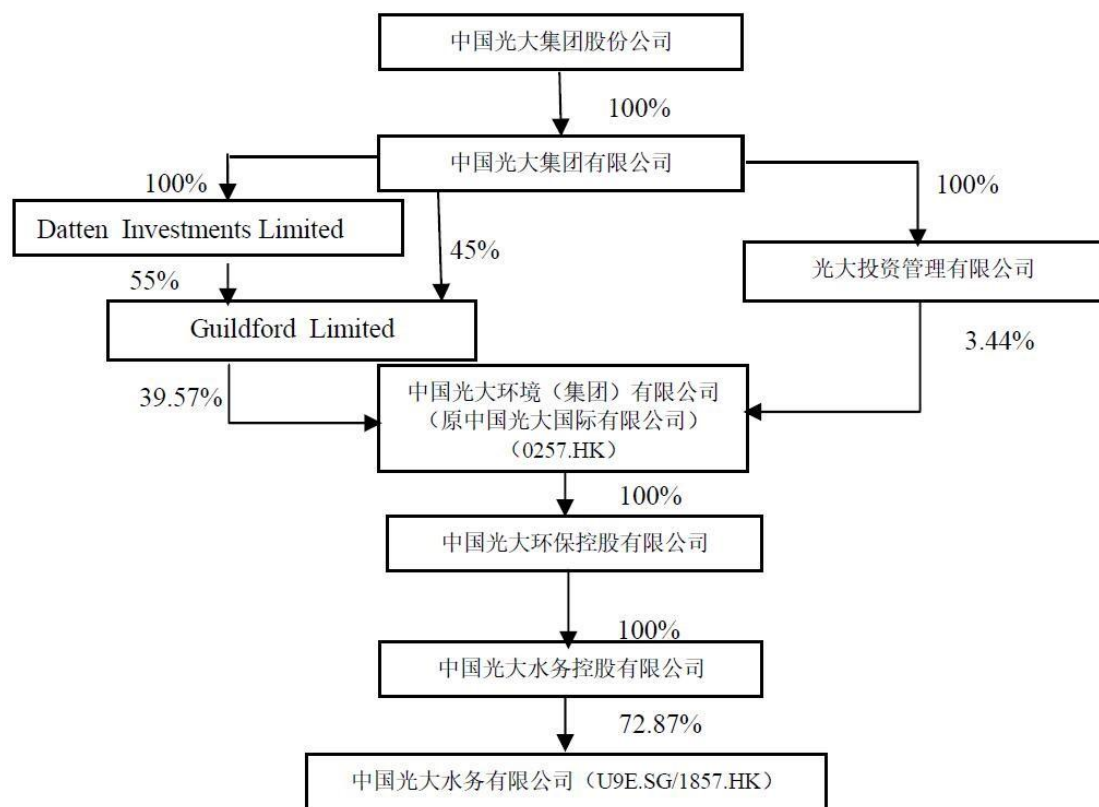 中国光大集团股份公司
100%
中国光大集团有限公司
100%
100%
Datten Investments Limited
45%
光大投资管理有限公司
55%
Guildford Limited
3.44%
39.57%
中国光大环境（集团）有限公司
（原中国光大国际有限公司）
（0257.HK）
100%
中国光大环保控股有限公司
100%
中国光大水务控股有限公司
72.87%
中国光大水务有限公司（U9E.SG/1857.HK）